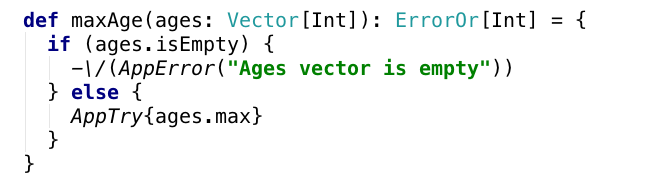 def maxAge(ages: Vector[Int]): ErrorOr[Int] = {
  if (ages.isEmpty) {
    -\/(AppError("Ages vector is empty"))
  } else {
    AppTry{ages.max}
  }
}